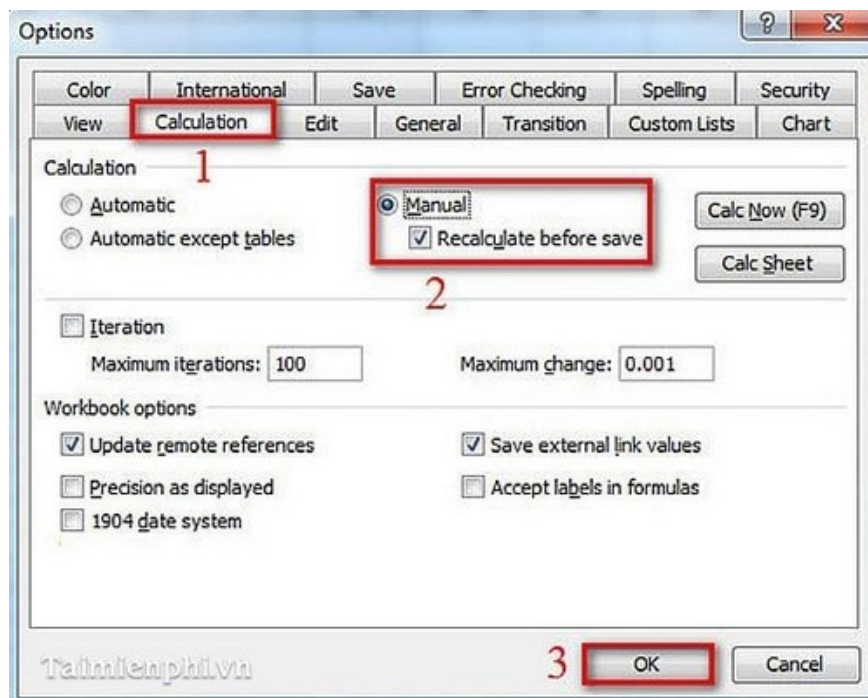 Options
Color International Save Error Checking Spelling Security
View Calculation Edit General Transition Custom Lists Chart
1
Calculation
Automatic Manual Calc Now (F9)
Automatic except tables Recalculate before save
Calc Sheet
2
Iteration
Maximum iterations: 100 Maximum change: 0.001
Workbook options
Update remote references Save external link values
Precision as displayed Accept labels in formulas
1904 date system
Taimienphi.vn 3 OK Cancel